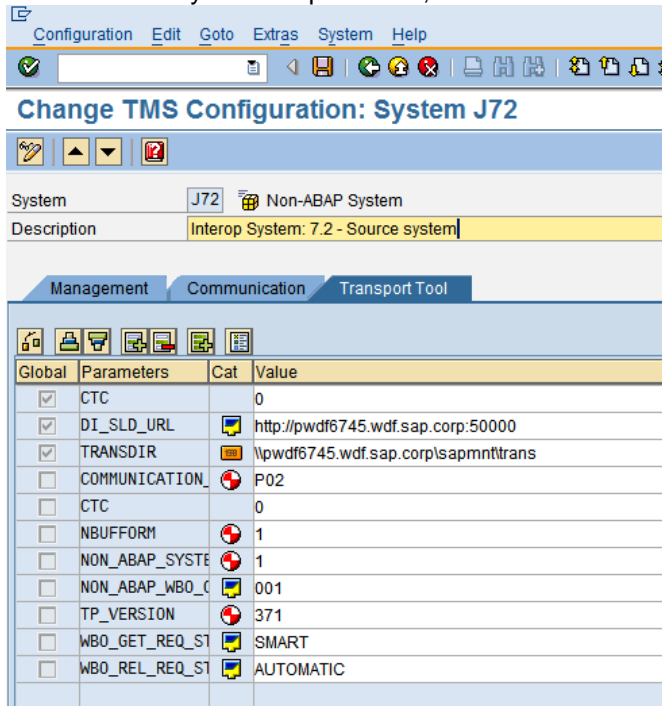 Configuration Edit Goto Extras System Help
Change TMS Configuration: System J72
System J72 Non-ABAP System
Description Interop System: 7.2 - Source system
Management Communication Transport Tool
Global Parameters Cat Value
CTC 0
DI_SLD_URL http://pwdf6745.wdf.sap.corp:50000
TRANSDIR \\pwdf6745.wdf.sap.corp\sapmnt\trans
COMMUNICATION_ P02
CTC 0
NBUFFORM 1
NON_ABAP_SYSTE 1
NON_ABAP_WBO_C 001
TP_VERSION 371
WBO_GET_REQ_ST SMART
WBO_REL_REQ_ST AUTOMATIC